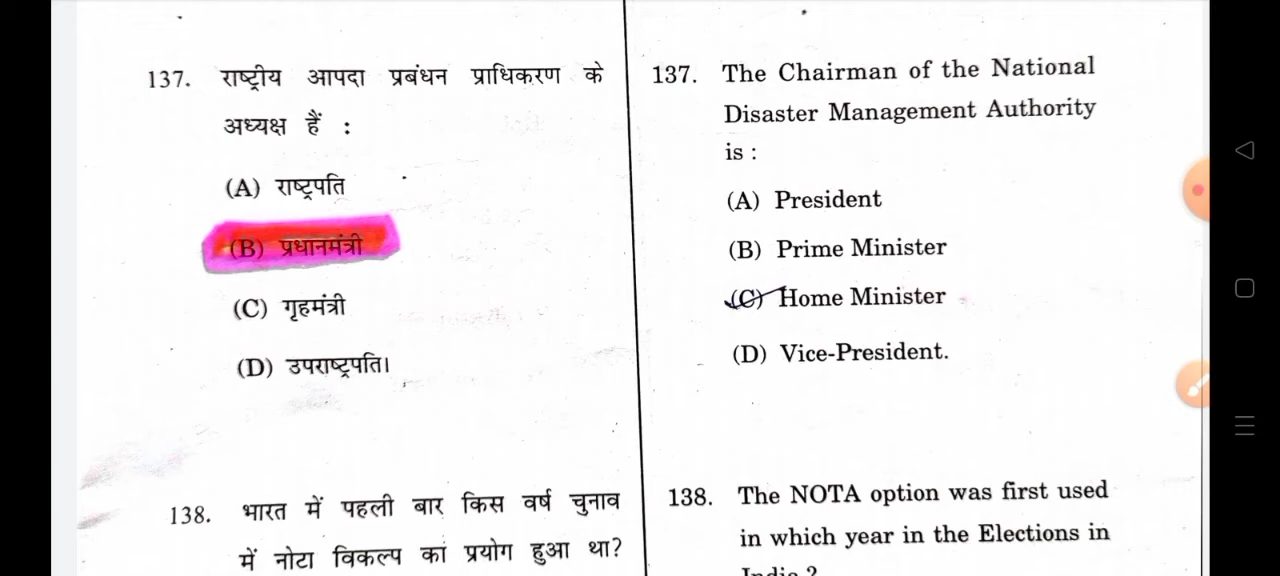 137. राष्ट्रीय आपदा प्रबंधन प्राधिकरण के
अध्यक्ष हैं :
(A) राष्ट्रपति
(B) प्रधानमंत्री
(C) गृहमंत्री
(D) उपराष्ट्रपति।
138. भारत में पहली बार किस वर्ष चुनाव
में नोटा विकल्प का प्रयोग हुआ था?
137. The Chairman of the National
Disaster Management Authority
is :
(A) President
(B) Prime Minister
(C) Home Minister
(D) Vice-President.
138. The NOTA option was first used
in which year in the Elections in
India ?